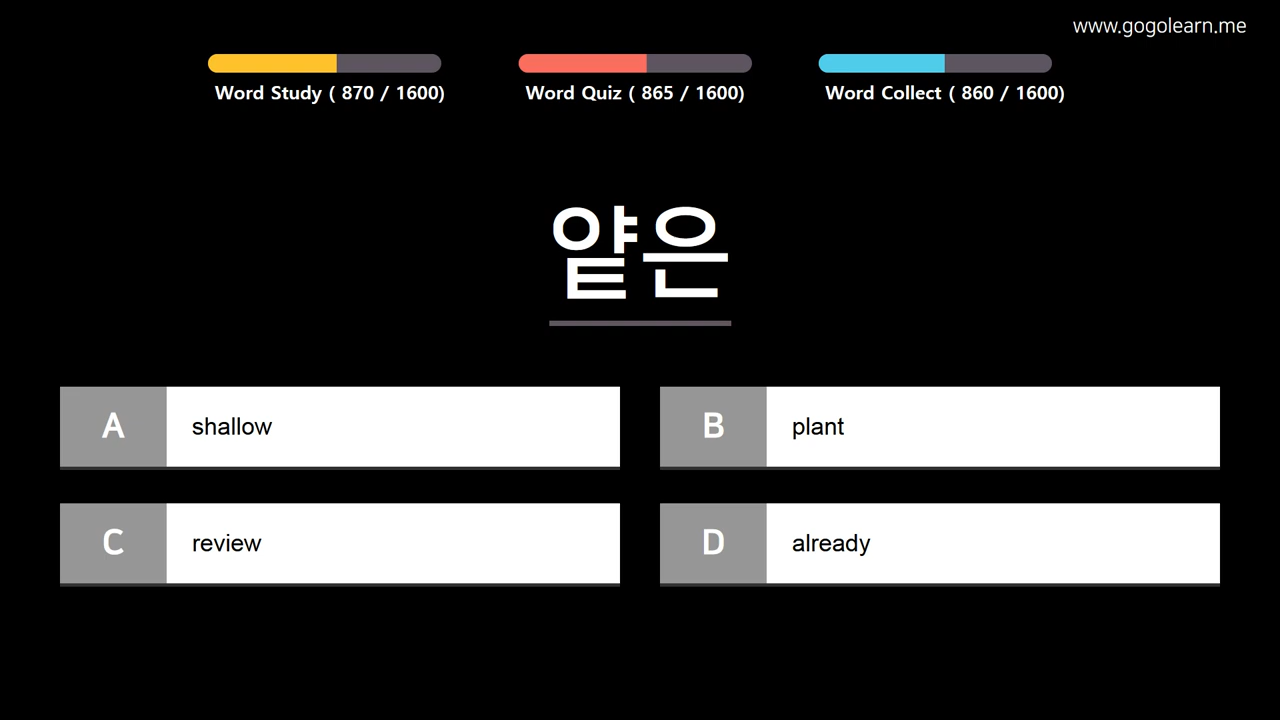 www.gogolearn.me
Word Study ( 870 / 1600)
Word Quiz ( 865 / 1600)
Word Collect ( 860 / 1600)
얕은
A shallow
B plant
C review
D already